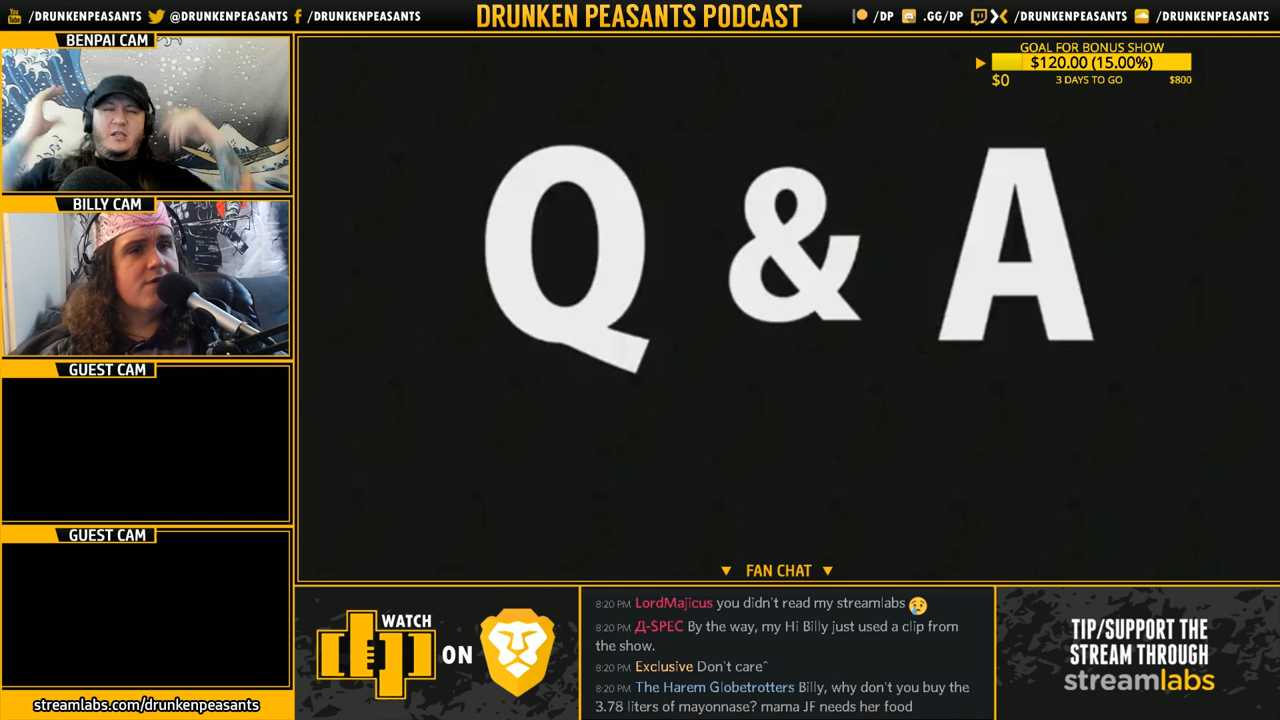 You Tube /DRUNKENPEASANTS @DRUNKENPEASANTS /DRUNKENPEASANTS DRUNKEN PEASANTS PODCAST /DP .GG/DP /DRUNKENPEASANTS /DRUNKENPEASANTS
BENPAI CAM
GOAL FOR BONUS SHOW
$120.00 (15.00%)
$0 3 DAYS TO GO $800
Q & A
BILLY CAM
GUEST CAM
GUEST CAM
FAN CHAT
WATCH
ON
8:20 PM LordMajicus you didn't read my streamlabs
8:20 PM Д-SPEC By the way, my Hi Billy just used a clip from
the show.
8:20 PM Exclusive Don't care^
8:20 PM The Harem Globetrotters Billy, why don't you buy the
3.78 liters of mayonnase? mama JF needs her food
TIP/SUPPORT THE
STREAM THROUGH
streamlabs
streamlabs.com/drunkenpeasants